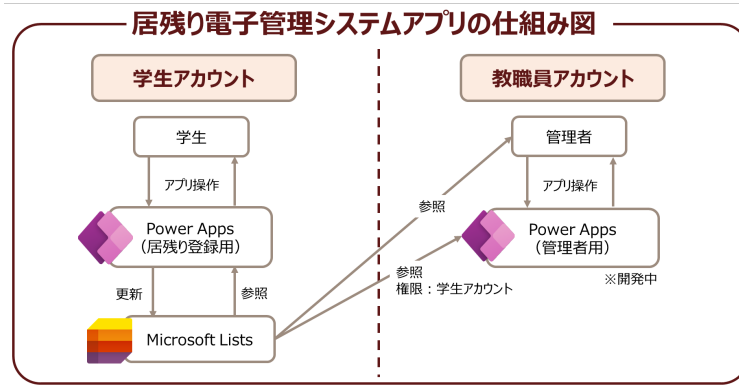 居残り電子管理システムアプリの仕組み図
学生アカウント
教職員アカウント
学生
管理者
アプリ操作
アプリ操作
参照
Power Apps
（居残り登録用）
Power Apps
（管理者用）
更新
参照
参照
権限：学生アカウント
※開発中
Microsoft Lists